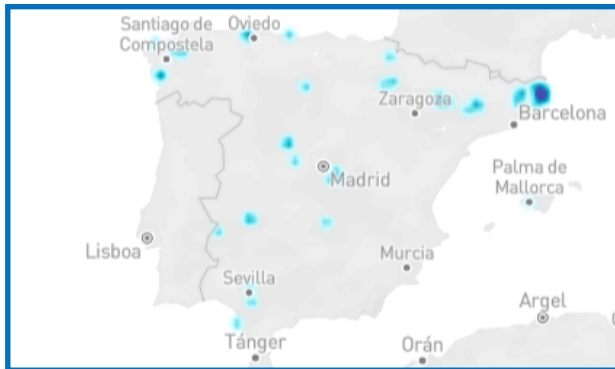 Santiago de
Compostela
Oviedo
Zaragoza
Barcelona
Madrid
Palma de
Mallorca
Lisboa
Murcia
Sevilla
Argel
Tánger
Orán